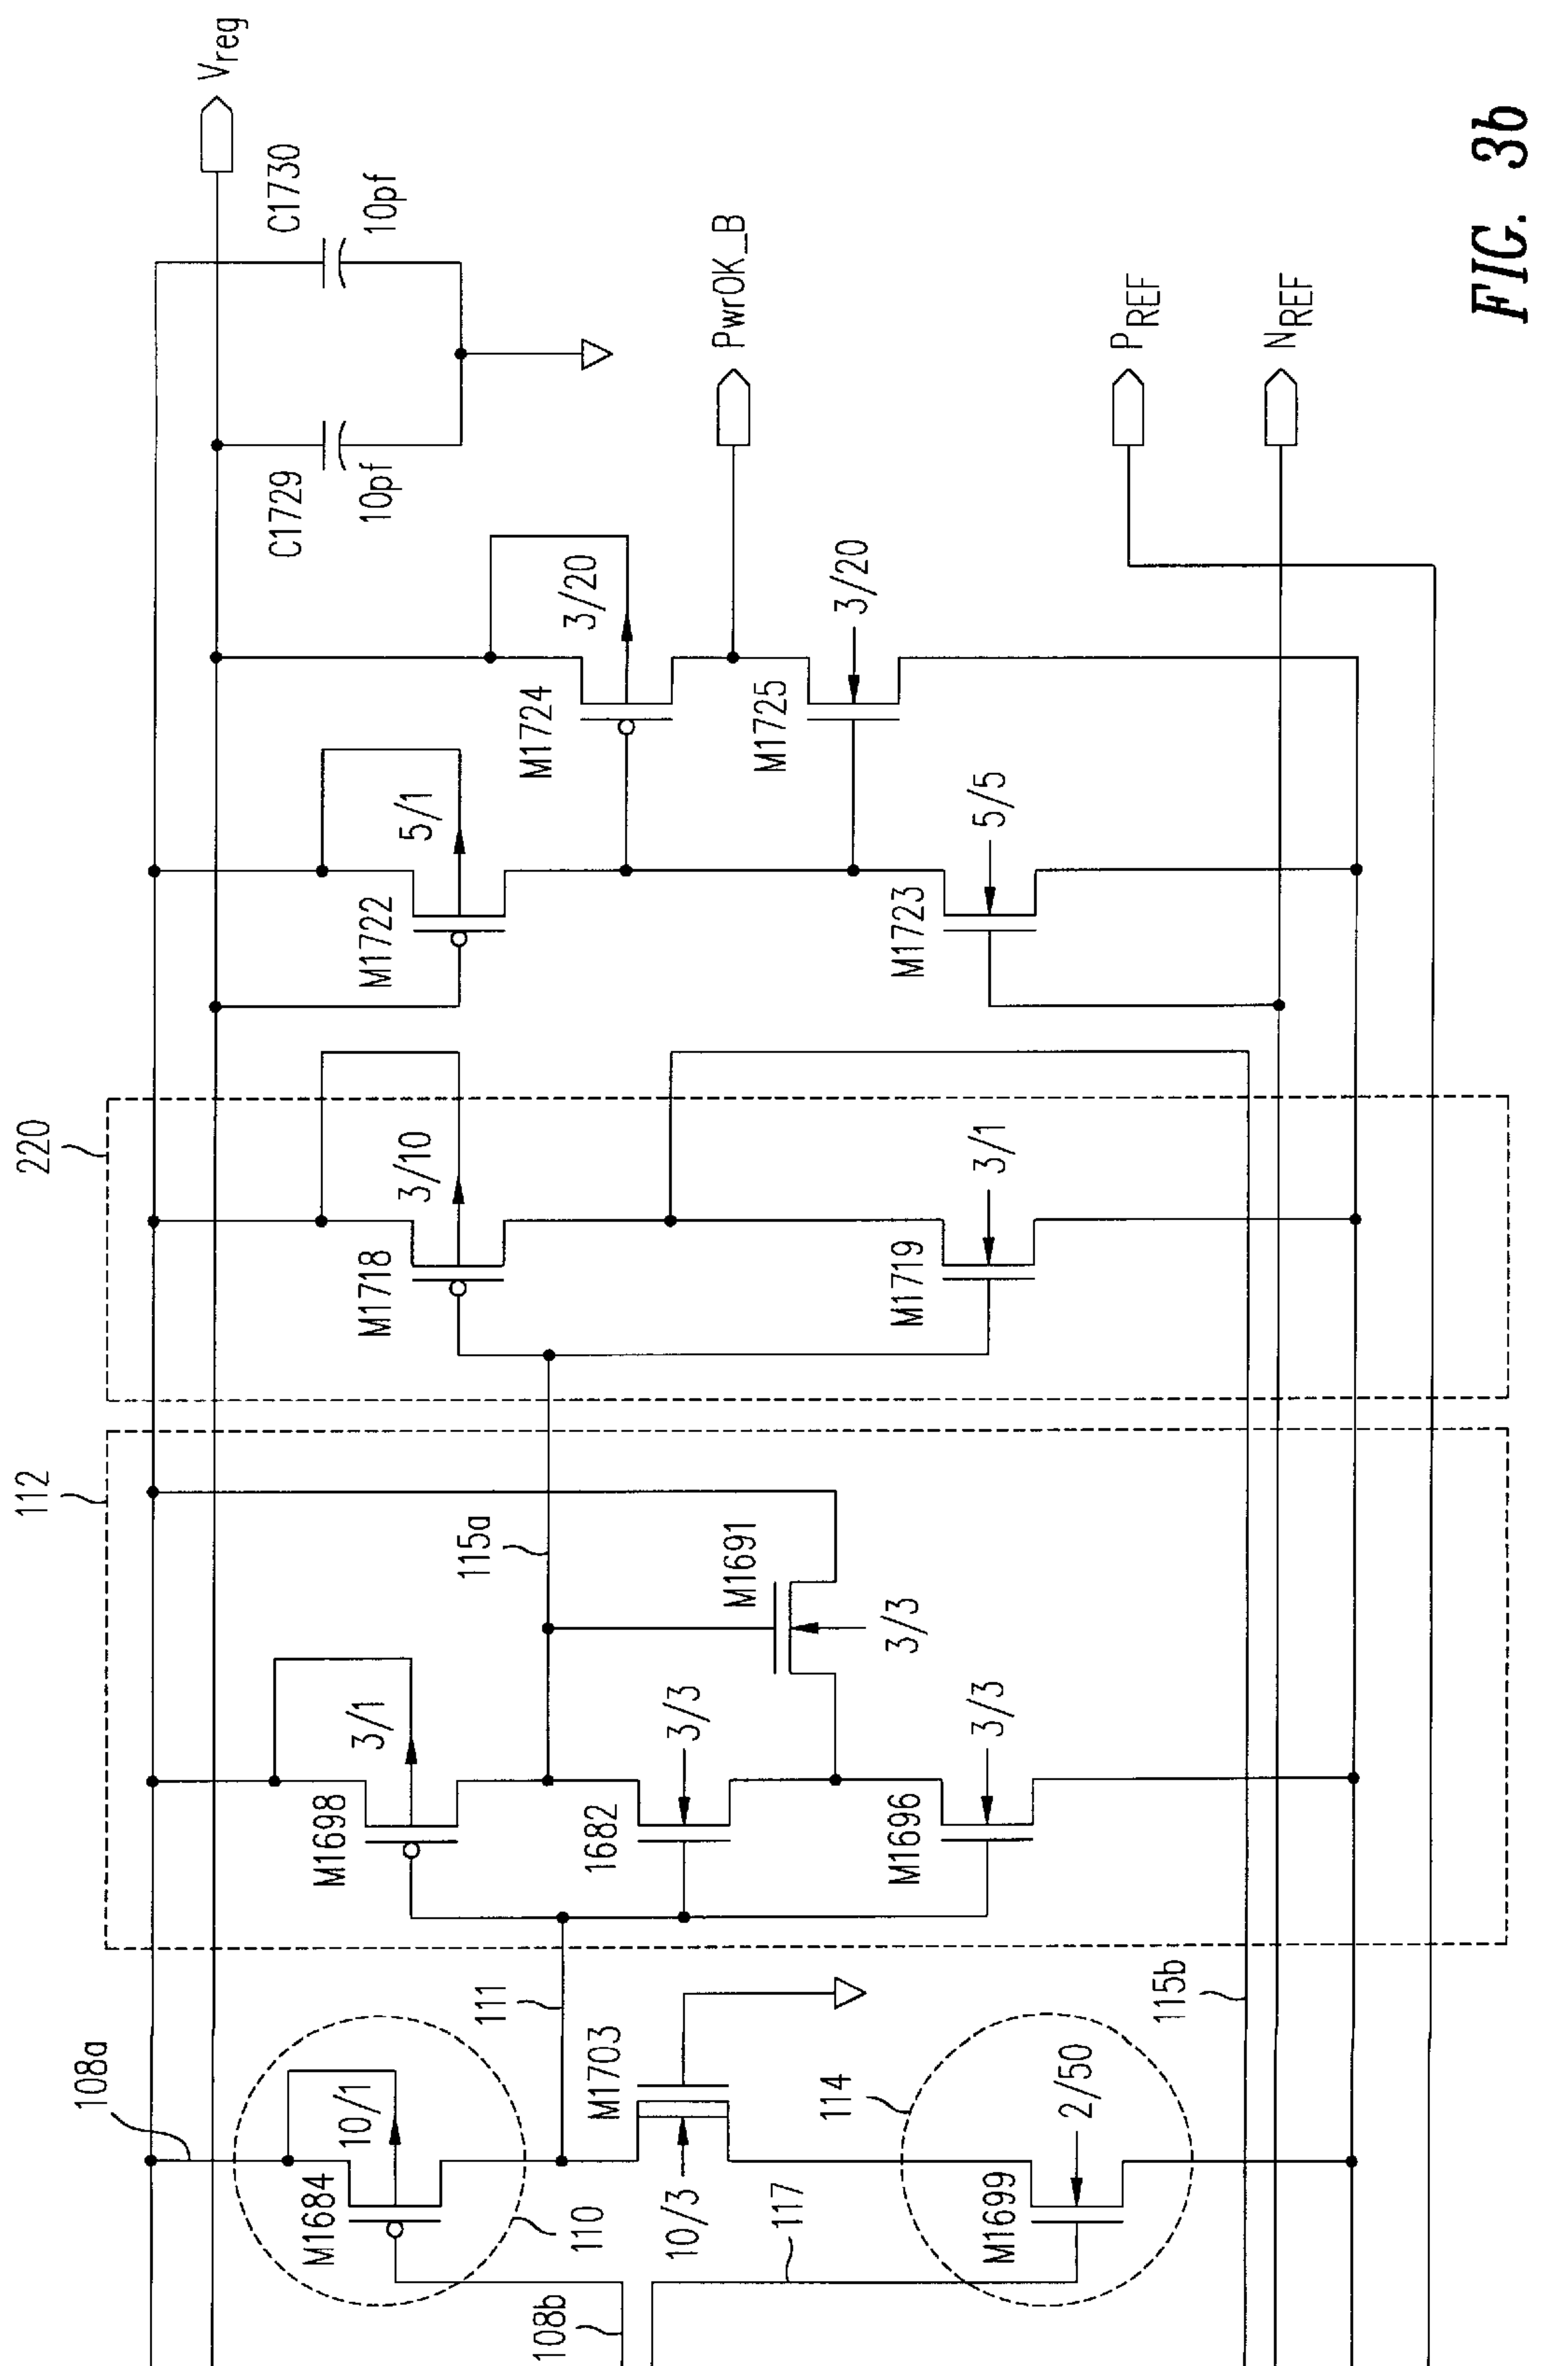 108a
M1684
10/1
110
108b
111
M1703
10/3
117
114
M1699
2/50
115b
112
M1698
3/1
1682
3/3
M1696
3/3
115a
M1691
3/3
220
M1718
3/10
M1719
3/1
M1722
5/1
M1723
5/5
M1724
3/20
M1725
3/20
C1729
10pf
C1730
10pf
Vreg
PwrOK_B
PREF
NREF
FIG. 3b